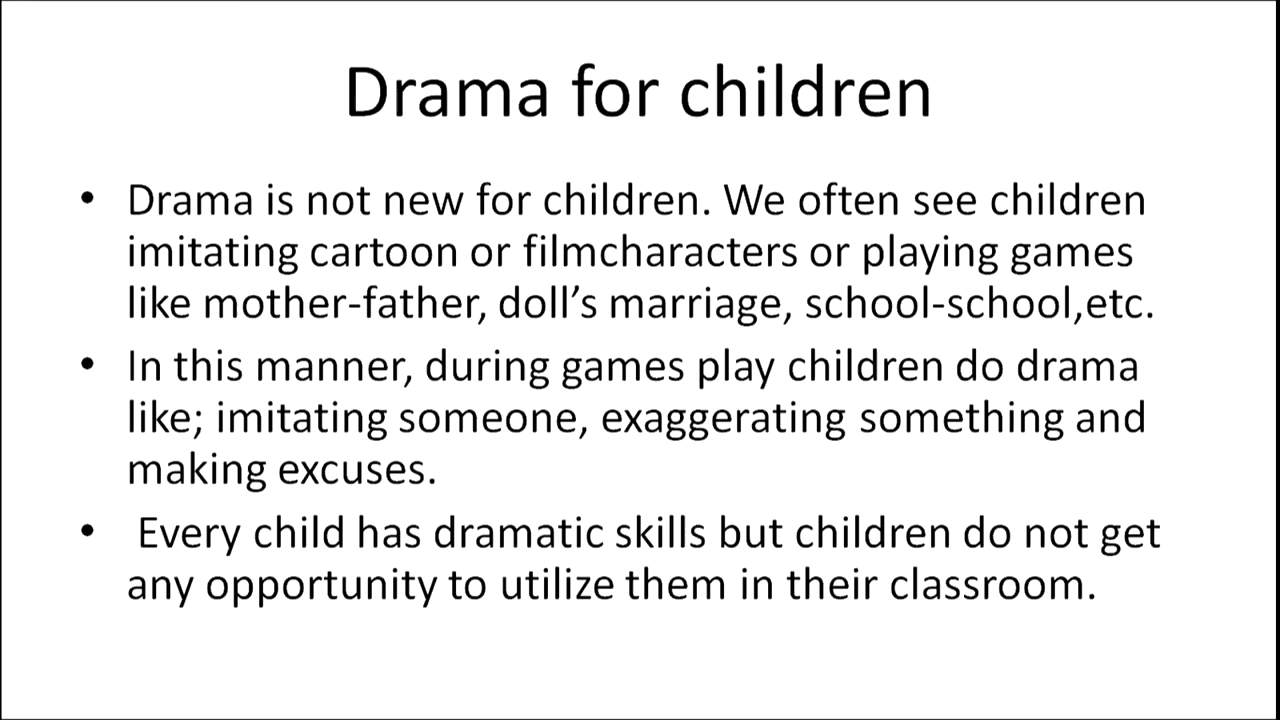 Drama for children
• Drama is not new for children. We often see children
imitating cartoon or filmcharacters or playing games
like mother-father, doll’s marriage, school-school,etc.
• In this manner, during games play children do drama
like; imitating someone, exaggerating something and
making excuses.
• Every child has dramatic skills but children do not get
any opportunity to utilize them in their classroom.